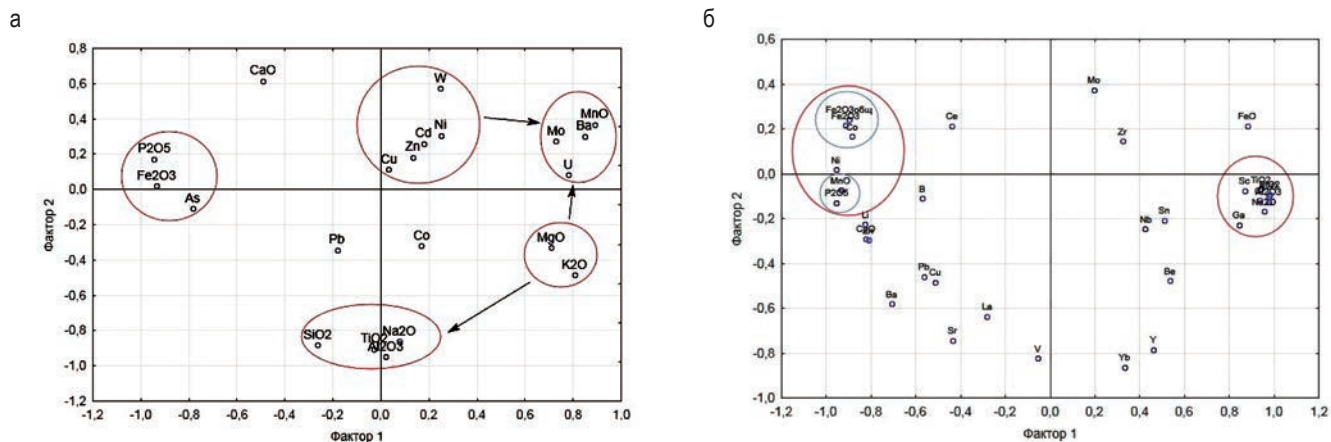 а
0,8
0,6
0,4
0,2
0,0
-0,2
-0,4
-0,6
-0,8
-1,0
-1,2
Фактор 2
CaO
W
Ni
Cd
Zn
Cu
MnO
Mo
Ba
U
P2O5
Fe2O3
As
Pb
Co
MgO
K2O
SiO2
TiO2
Na2O
Al2O3
-1,2 -1,0 -0,8 -0,6 -0,4 -0,2 0,0 0,2 0,4 0,6 0,8 1,0
Фактор 1
б
0,6
0,4
0,2
0,0
-0,2
-0,4
-0,6
-0,8
-1,0
Фактор 2
Mo
Fe2O3общ
Fe2O3
Co
Ce
Zr
FeO
Ni
MnO
P2O5
B
Sc
TiO2
Ga
Li
Nb
Sn
Pb
Cu
Be
Ba
La
Sr
V
Y
Yb
-1,2 -1,0 -0,8 -0,6 -0,4 -0,2 0,0 0,2 0,4 0,6 0,8 1,0 1,2
Фактор 1